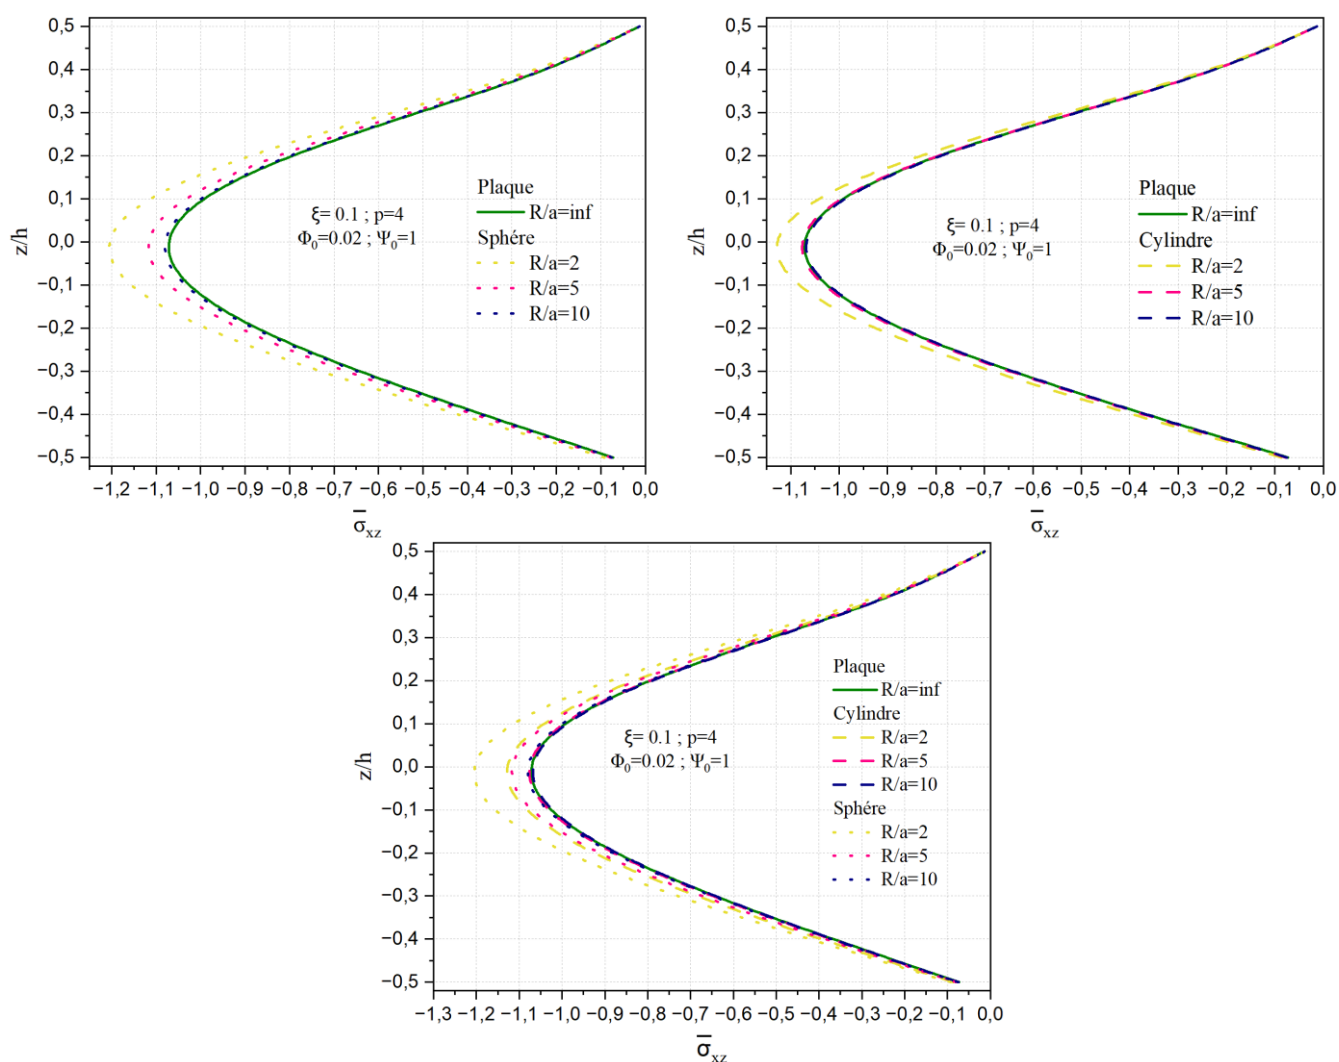 0,5
0,4
0,3
0,2
0,1
0,0
−0,1
−0,2
−0,3
−0,4
−0,5
z/h
Plaque
R/a=inf
Sphére
R/a=2
R/a=5
R/a=10
ξ= 0.1 ; p=4
Φ₀=0.02 ; Ψ₀=1
−1,2 −1,1 −1,0 −0,9 −0,8 −0,7 −0,6 −0,5 −0,4 −0,3 −0,2 −0,1 0,0
σ̅xz
0,5
0,4
0,3
0,2
0,1
0,0
−0,1
−0,2
−0,3
−0,4
−0,5
z/h
ξ= 0.1 ; p=4
Φ₀=0.02 ; Ψ₀=1
Plaque
R/a=inf
Cylindre
R/a=2
R/a=5
R/a=10
−1,1 −1,0 −0,9 −0,8 −0,7 −0,6 −0,5 −0,4 −0,3 −0,2 −0,1 0,0
σ̅xz
0,5
0,4
0,3
0,2
0,1
0,0
−0,1
−0,2
−0,3
−0,4
−0,5
z/h
ξ= 0.1 ; p=4
Φ₀=0.02 ; Ψ₀=1
Plaque
R/a=inf
Cylindre
R/a=2
R/a=5
R/a=10
Sphére
R/a=2
R/a=5
R/a=10
−1,3 −1,2 −1,1 −1,0 −0,9 −0,8 −0,7 −0,6 −0,5 −0,4 −0,3 −0,2 −0,1 0,0
σ̅xz